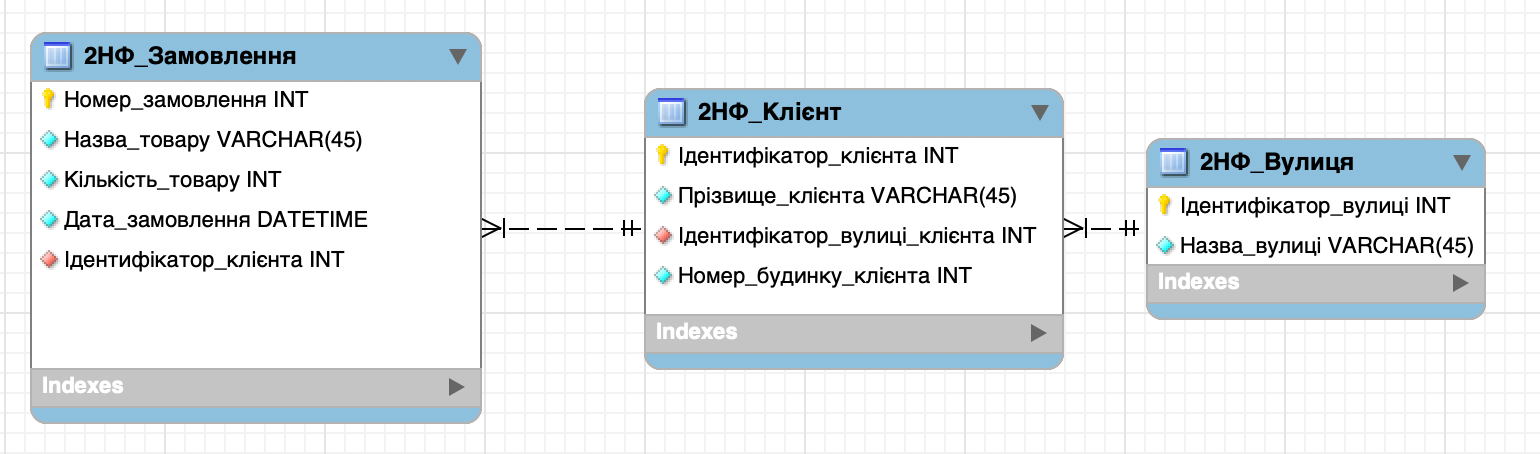 2НФ_Замовлення
Номер_замовлення INT
Назва_товару VARCHAR(45)
Кількість_товару INT
Дата_замовлення DATETIME
Ідентифікатор_клієнта INT
Indexes
2НФ_Клієнт
Ідентифікатор_клієнта INT
Прізвище_клієнта VARCHAR(45)
Ідентифікатор_вулиці_клієнта INT
Номер_будинку_клієнта INT
Indexes
2НФ_Вулиця
Ідентифікатор_вулиці INT
Назва_вулиці VARCHAR(45)
Indexes